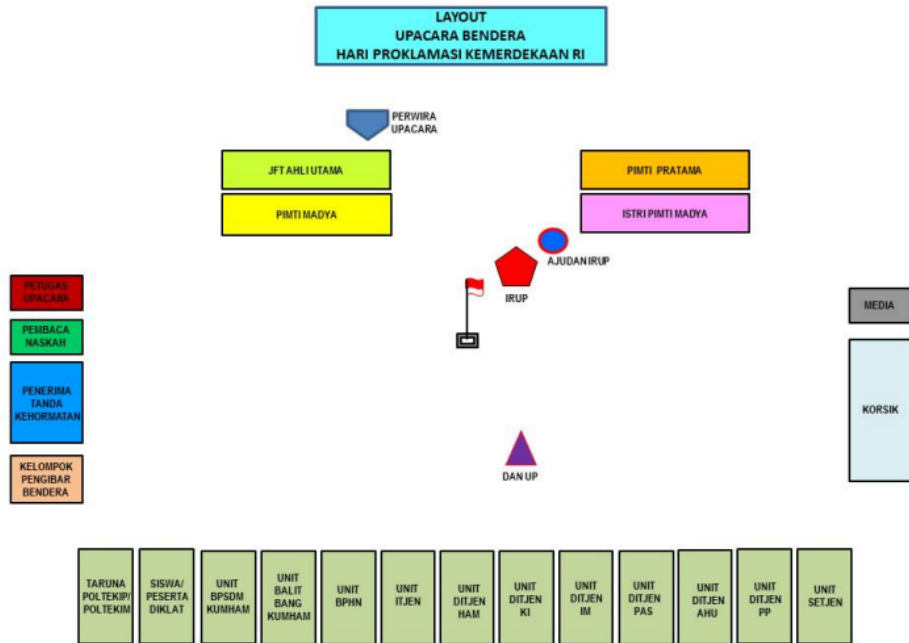 LAYOUT
UPACARA BENDERA
HARI PROKLAMASI KEMERDEKAAN RI
PERWIRA
UPACARA
JFT AHLI UTAMA
PIMTI PRATAMA
PIMTI MADYA
ISTRI PIMTI MADYA
AJUDAN IRUP
IRUP
PETUGAS
UPACARA
PEMBACA
NASKAH
PENERIMA
TANDA
KEHORMATAN
KELOMPOK
PENGIBAR
BENDERA
MEDIA
KORSIK
DAN UP
TARUNA
POLTEKIP/
POLTEKIM
SISWA/
PESERTA
DIKLAT
UNIT
BPSDM
KUMHAM
UNIT
BALIT
BANG
KUMHAM
UNIT
BPHN
UNIT
ITJEN
UNIT
DITJEN
HAM
UNIT
DITJEN
KI
UNIT
DITJEN
IM
UNIT
DITJEN
PAS
UNIT
DITJEN
AHU
UNIT
DITJEN
PP
UNIT
SETJEN